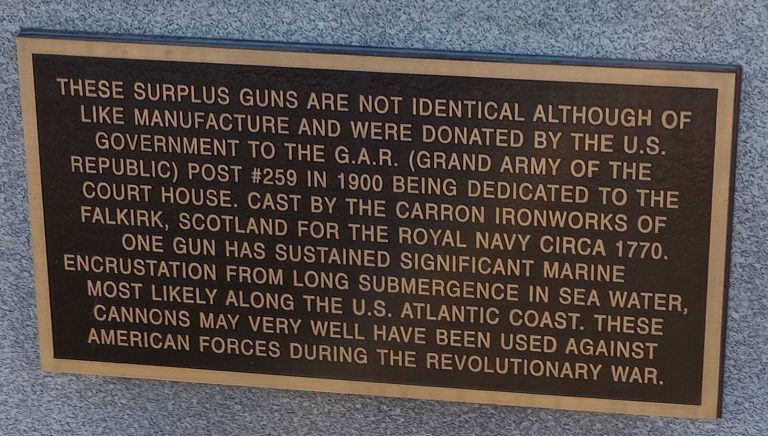 THESE SURPLUS GUNS ARE NOT IDENTICAL ALTHOUGH OF
LIKE MANUFACTURE AND WERE DONATED BY THE U.S.
GOVERNMENT TO THE G.A.R. (GRAND ARMY OF THE
REPUBLIC) POST #259 IN 1900 BEING DEDICATED TO THE
COURT HOUSE. CAST BY THE CARRON IRONWORKS OF
FALKIRK, SCOTLAND FOR THE ROYAL NAVY CIRCA 1770.
ONE GUN HAS SUSTAINED SIGNIFICANT MARINE
ENCRUSTATION FROM LONG SUBMERGENCE IN SEA WATER,
MOST LIKELY ALONG THE U.S. ATLANTIC COAST. THESE
CANNONS MAY VERY WELL HAVE BEEN USED AGAINST
AMERICAN FORCES DURING THE REVOLUTIONARY WAR.